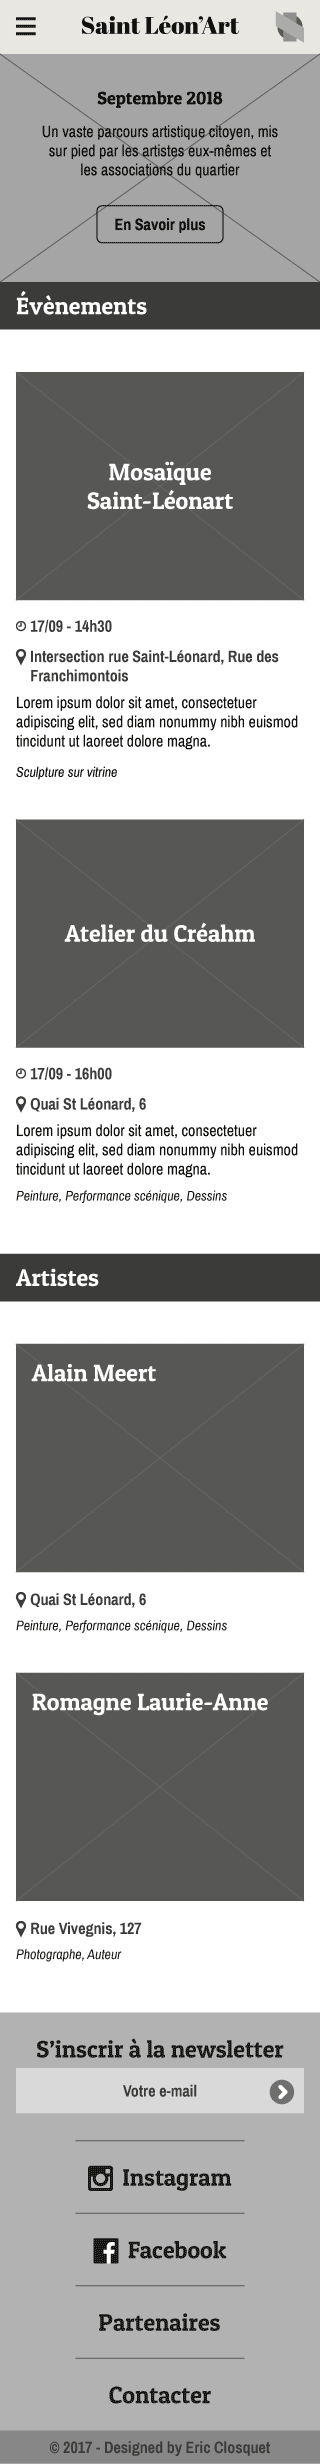 Saint Léon’Art
Septembre 2018
Un vaste parcours artistique citoyen, mis
sur pied par les artistes eux-mêmes et
les associations du quartier
En Savoir plus
Évènements
Mosaïque
Saint-Léonart
17/09 - 14h30
Intersection rue Saint-Léonard, Rue des
Franchimontois
Lorem ipsum dolor sit amet, consectetuer
adipiscing elit, sed diam nonummy nibh euismod
tincidunt ut laoreet dolore magna.
Sculpture sur vitrine
Atelier du Créahm
17/09 - 16h00
Quai St Léonard, 6
Lorem ipsum dolor sit amet, consectetuer
adipiscing elit, sed diam nonummy nibh euismod
tincidunt ut laoreet dolore magna.
Peinture, Performance scénique, Dessins
Artistes
Alain Meert
Quai St Léonard, 6
Peinture, Performance scénique, Dessins
Romagne Laurie-Anne
Rue Vivegnis, 127
Photographe, Auteur
S’inscrir à la newsletter
Votre e-mail
Instagram
Facebook
Partenaires
Contacter
© 2017 - Designed by Eric Closquet